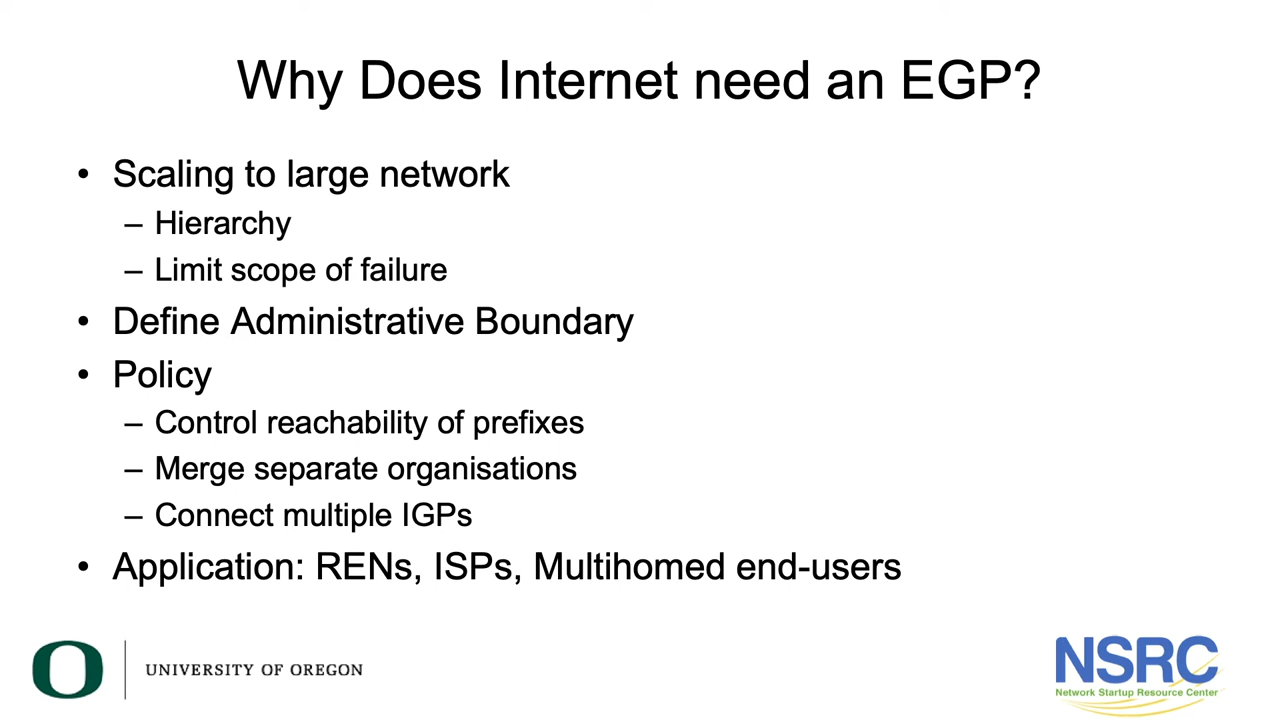 Why Does Internet need an EGP?
• Scaling to large network
– Hierarchy
– Limit scope of failure
• Define Administrative Boundary
• Policy
– Control reachability of prefixes
– Merge separate organisations
– Connect multiple IGPs
• Application: RENs, ISPs, Multihomed end-users
O
UNIVERSITY OF OREGON
NSRC
Network Startup Resource Center